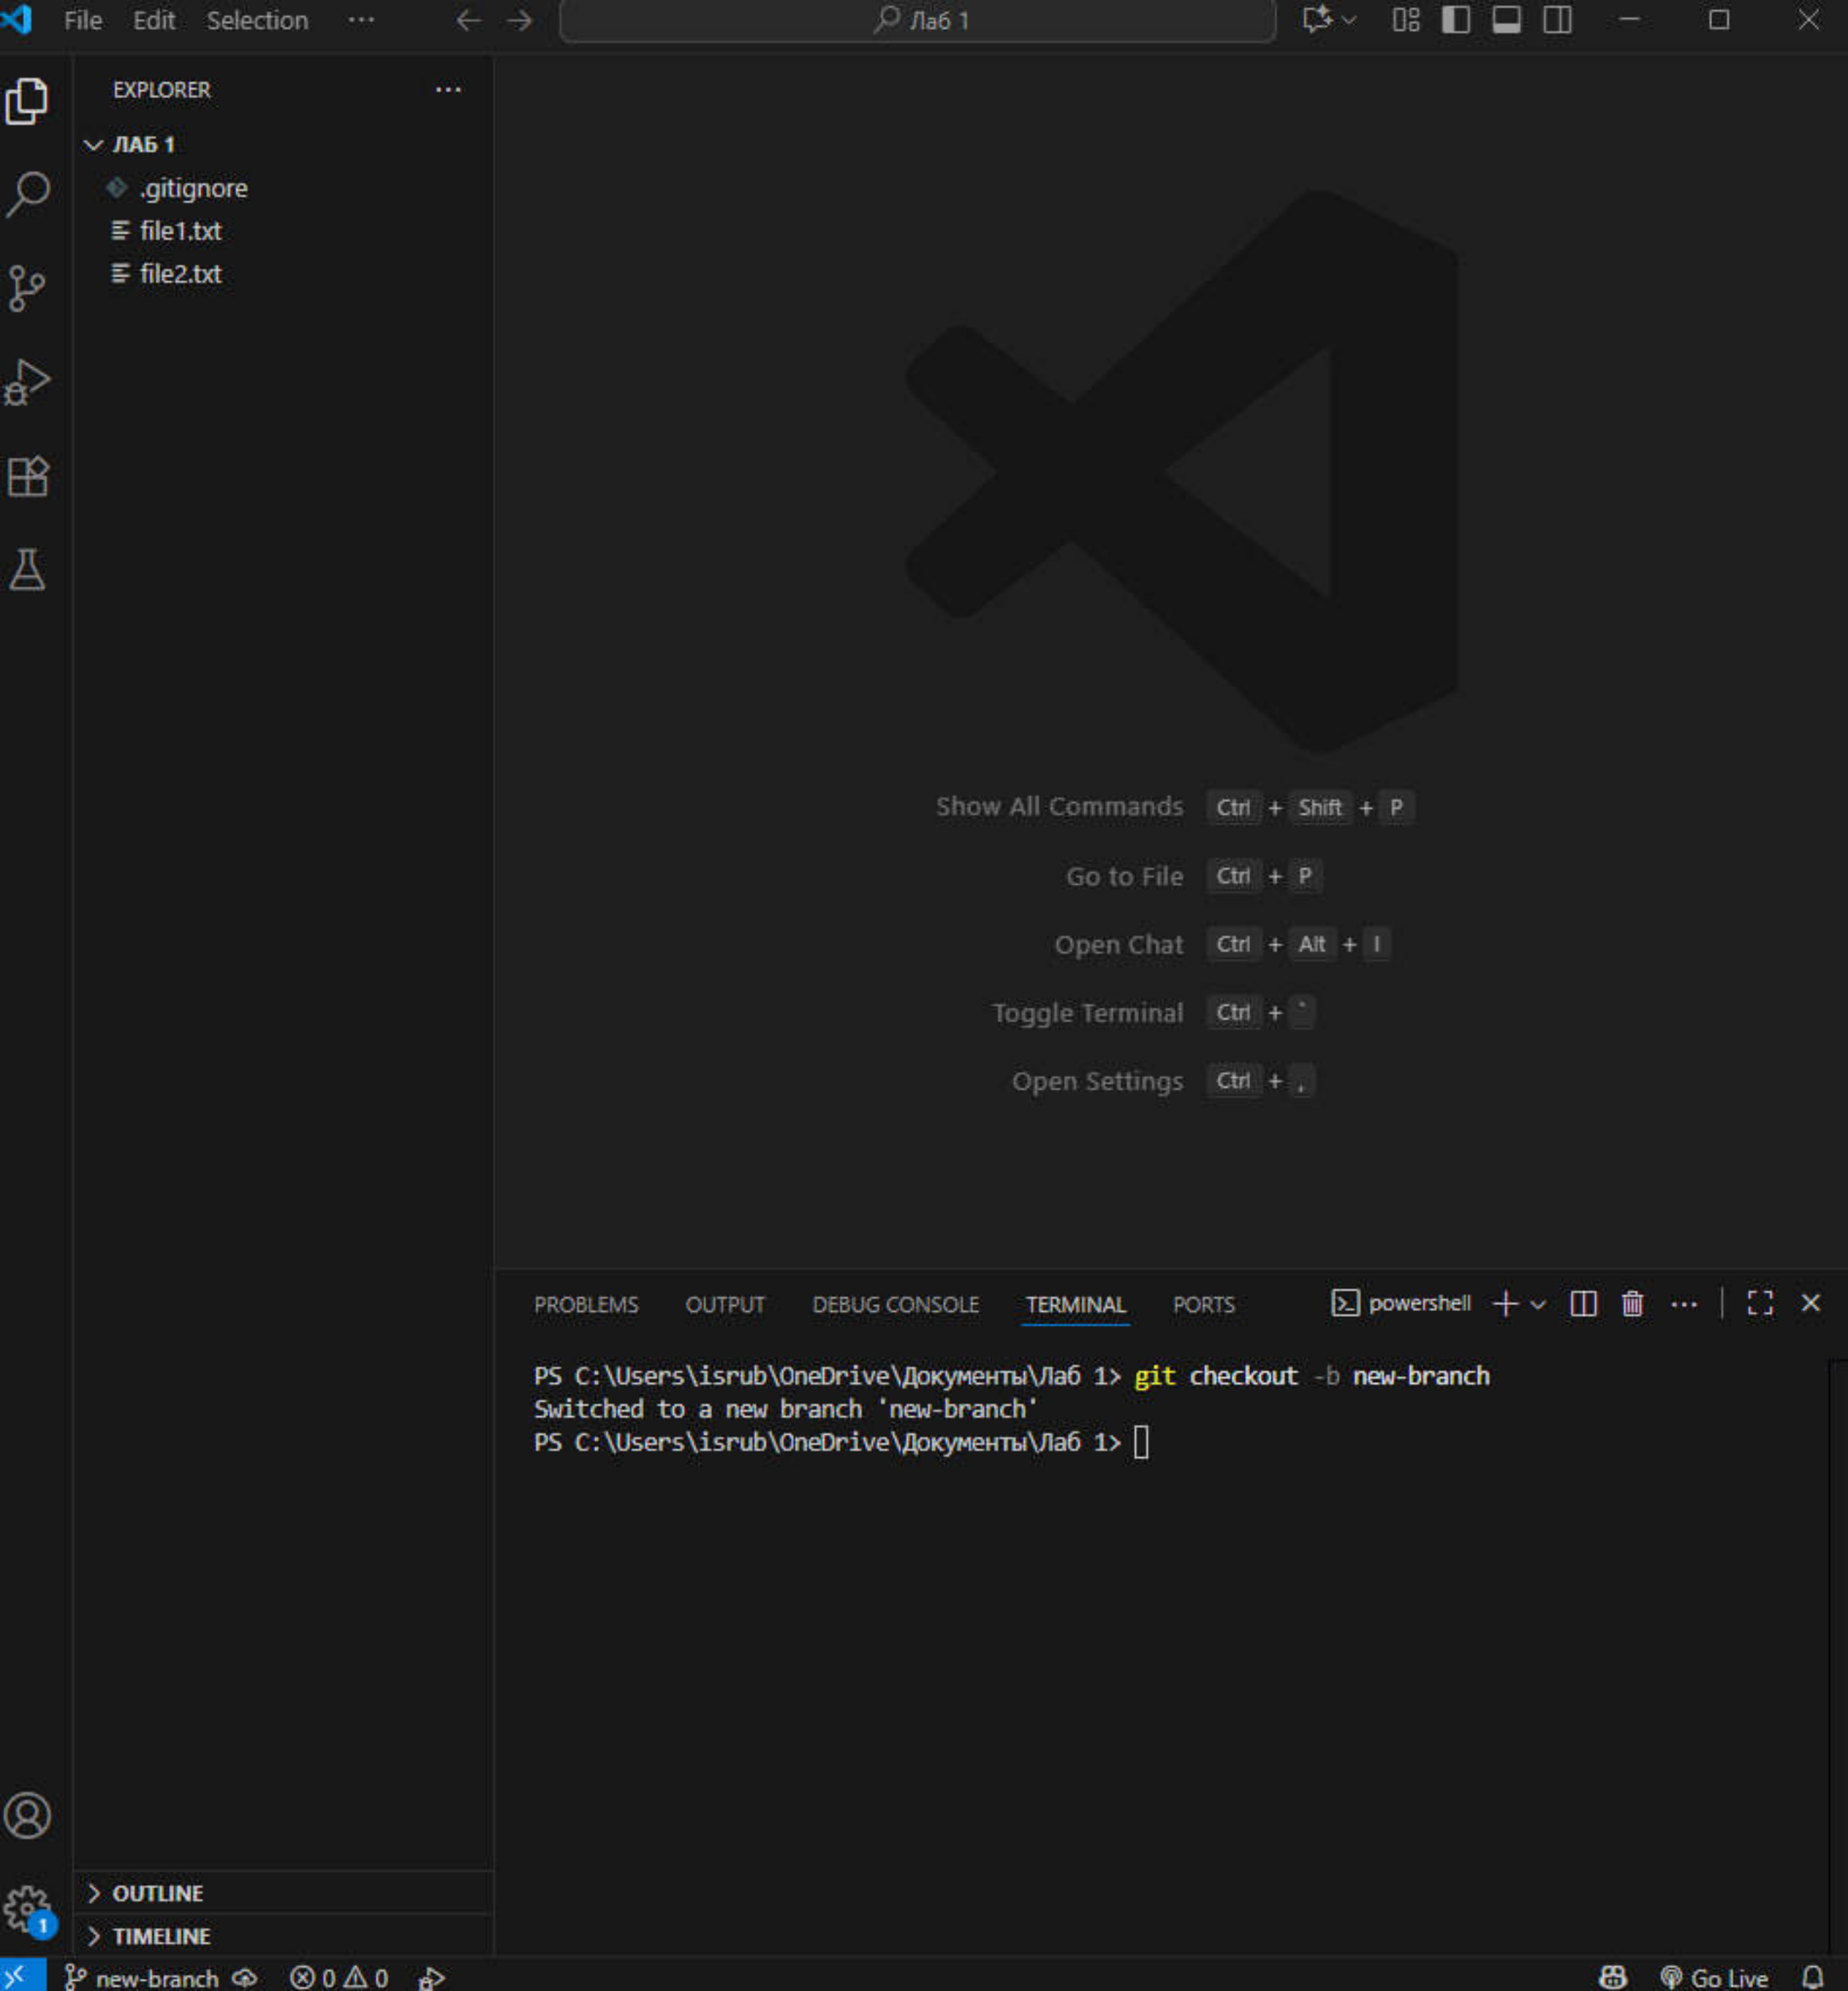 File Edit Selection ··· Лаб 1
EXPLORER ···
ЛАБ 1
.gitignore
file1.txt
file2.txt
Show All Commands Ctrl + Shift + P
Go to File Ctrl + P
Open Chat Ctrl + Alt + I
Toggle Terminal Ctrl + `
Open Settings Ctrl + ,
PROBLEMS OUTPUT DEBUG CONSOLE TERMINAL PORTS powershell ···
PS C:\Users\isrub\OneDrive\Документы\Лаб 1> git checkout -b new-branch
Switched to a new branch 'new-branch'
PS C:\Users\isrub\OneDrive\Документы\Лаб 1>
OUTLINE
1
TIMELINE
new-branch 0 0 Go Live